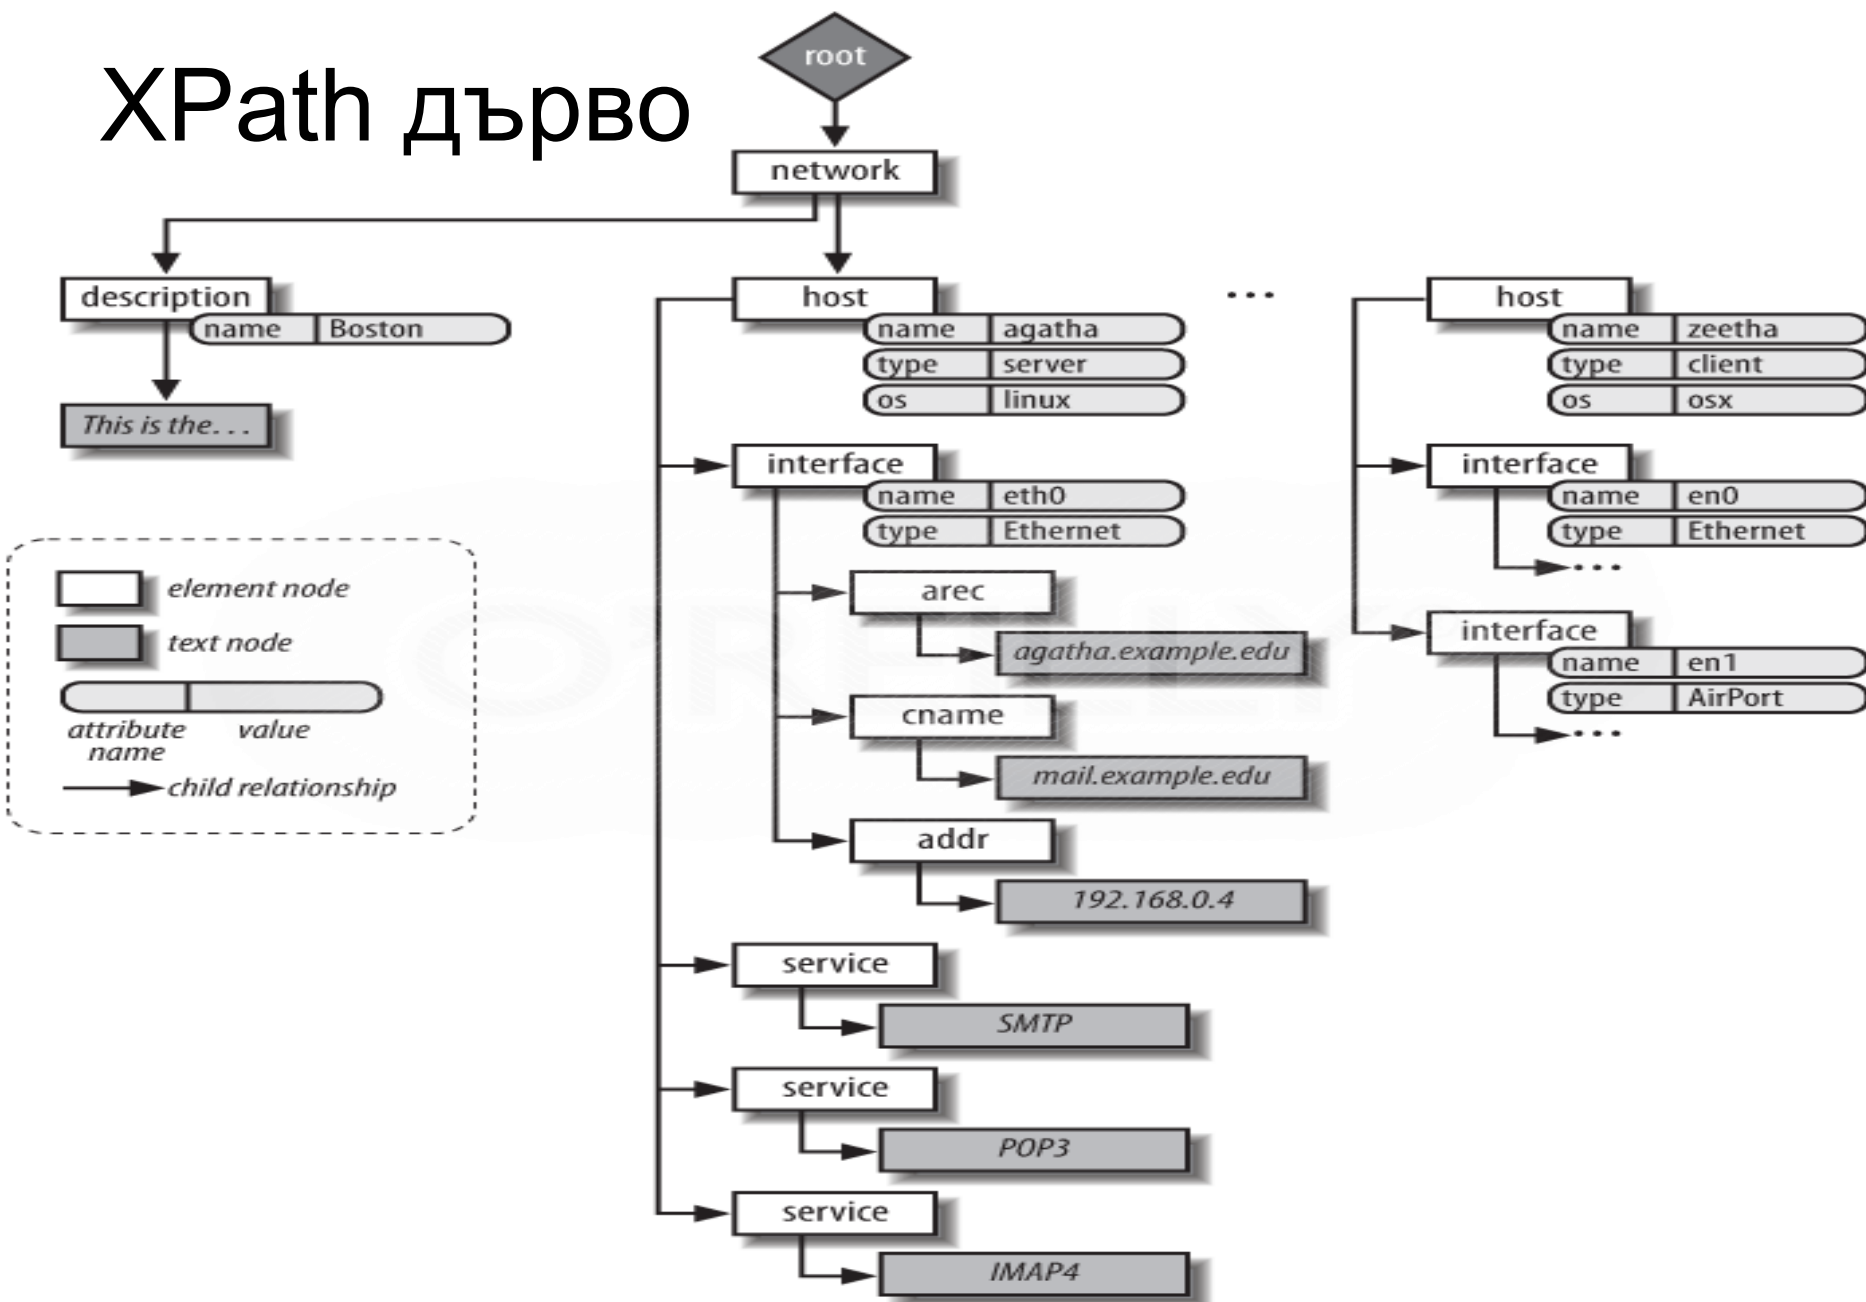 XPath дърво
root
network
description
name Boston
This is the...
host
name agatha
type server
os linux
interface
name eth0
type Ethernet
arec
agatha.example.edu
cname
mail.example.edu
addr
192.168.0.4
service
SMTP
service
POP3
service
IMAP4
...
host
name zeetha
type client
os osx
interface
name en0
type Ethernet
...
interface
name en1
type AirPort
...
element node
text node
attribute name value
child relationship
O'REILLY